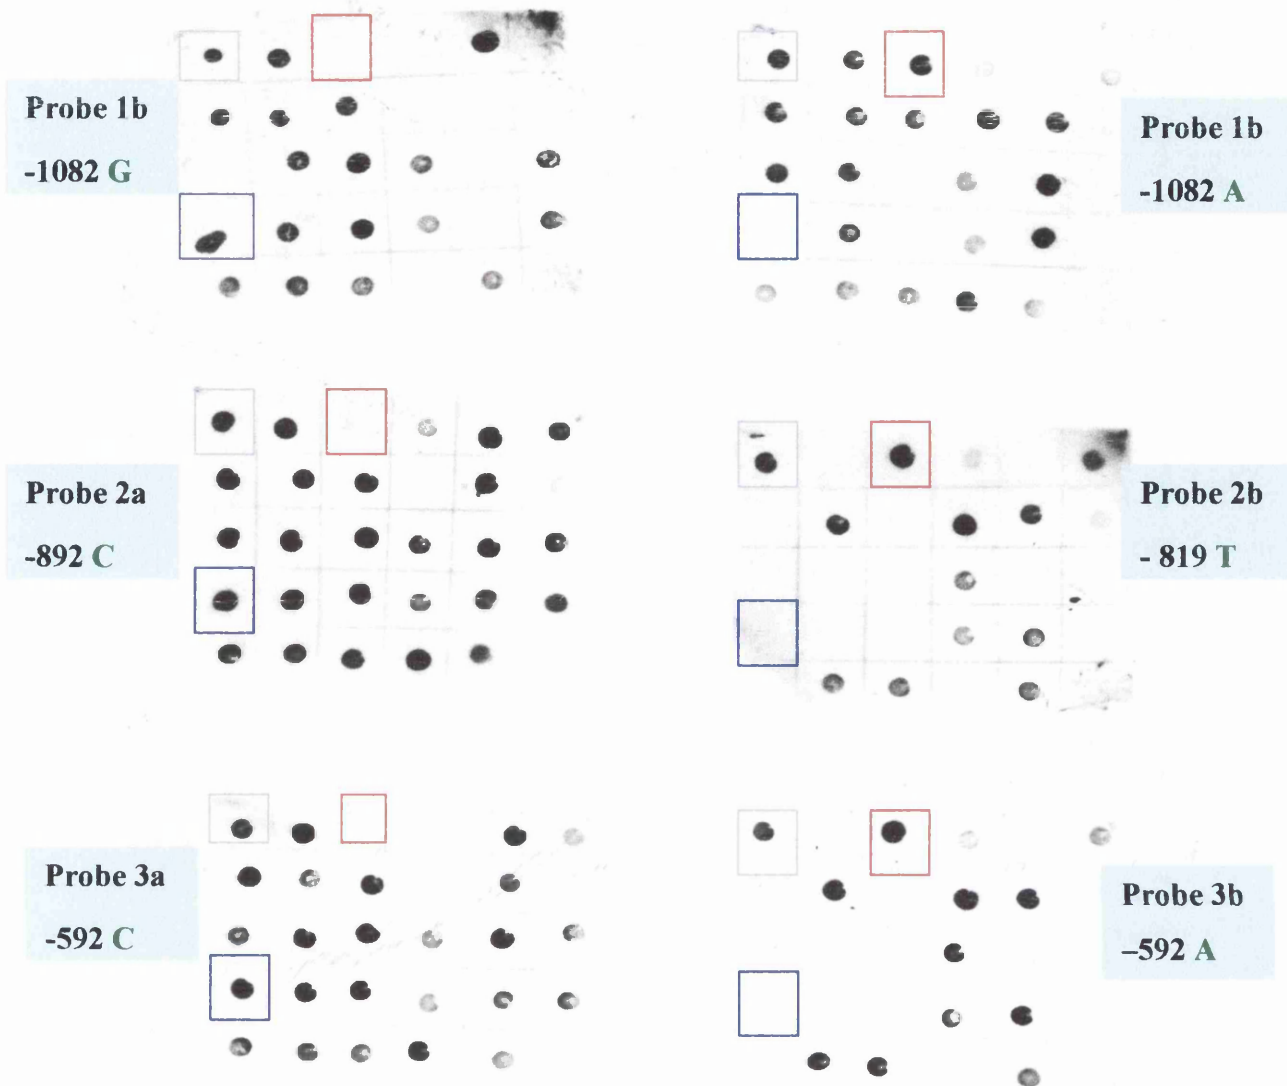 Probe 1b
-1082 G
Probe 1b
-1082 A
Probe 2a
-892 C
Probe 2b
- 819 T
Probe 3a
-592 C
Probe 3b
–592 A